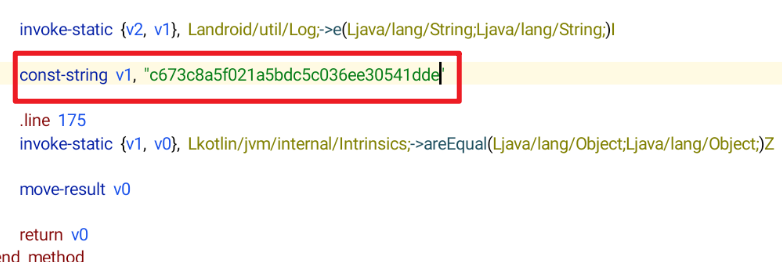 invoke-static {v2, v1}, Landroid/util/Log;->e(Ljava/lang/String;Ljava/lang/String;)I
const-string v1, "c673c8a5f021a5bdc5c036ee30541dde"
.line 175
invoke-static {v1, v0}, Lkotlin/jvm/internal/Intrinsics;->areEqual(Ljava/lang/Object;Ljava/lang/Object;)Z
move-result v0
return v0
end method